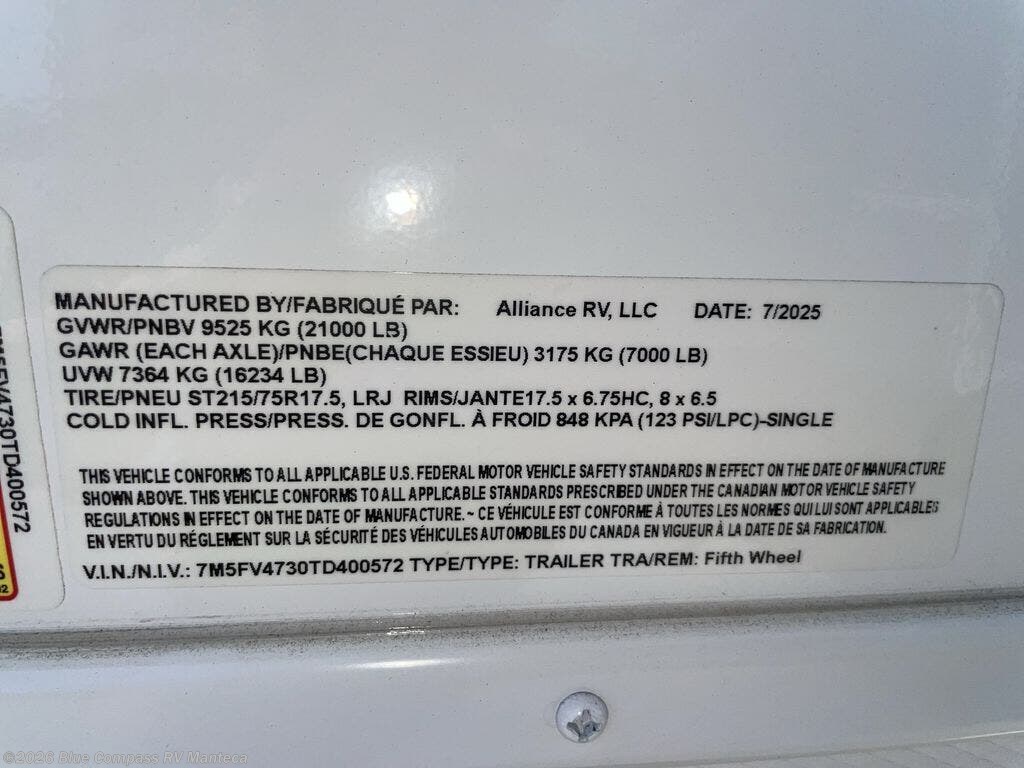 MANUFACTURED BY/FABRIQUÉ PAR: Alliance RV, LLC DATE: 7/2025
GVWR/PNBV 9525 KG (21000 LB)
GAWR (EACH AXLE)/PNBE(CHAQUE ESSIEU) 3175 KG (7000 LB)
UVW 7364 KG (16234 LB)
TIRE/PNEU ST215/75R17.5, LRJ RIMS/JANTE17.5 x 6.75HC, 8 x 6.5
COLD INFL. PRESS/PRESS. DE GONFL. À FROID 848 KPA (123 PSI/LPC)-SINGLE
THIS VEHICLE CONFORMS TO ALL APPLICABLE U.S. FEDERAL MOTOR VEHICLE SAFETY STANDARDS IN EFFECT ON THE DATE OF MANUFACTURE
SHOWN ABOVE. THIS VEHICLE CONFORMS TO ALL APPLICABLE STANDARDS PRESCRIBED UNDER THE CANADIAN MOTOR VEHICLE SAFETY
REGULATIONS IN EFFECT ON THE DATE OF MANUFACTURE. ~ CE VÉHICULE EST CONFORME À TOUTES LES NORMES QUI LUI SONT APPLICABLES
EN VERTU DU RÉGLEMENT SUR LA SÉCURITÉ DES VÉHICULES AUTOMOBILES DU CANADA EN VIGUEUR À LA DATE DE SA FABRICATION.
V.I.N./N.I.V.: 7M5FV4730TD400572 TYPE/TYPE: TRAILER TRA/REM: Fifth Wheel
©2026 Blue Compass RV Manteca